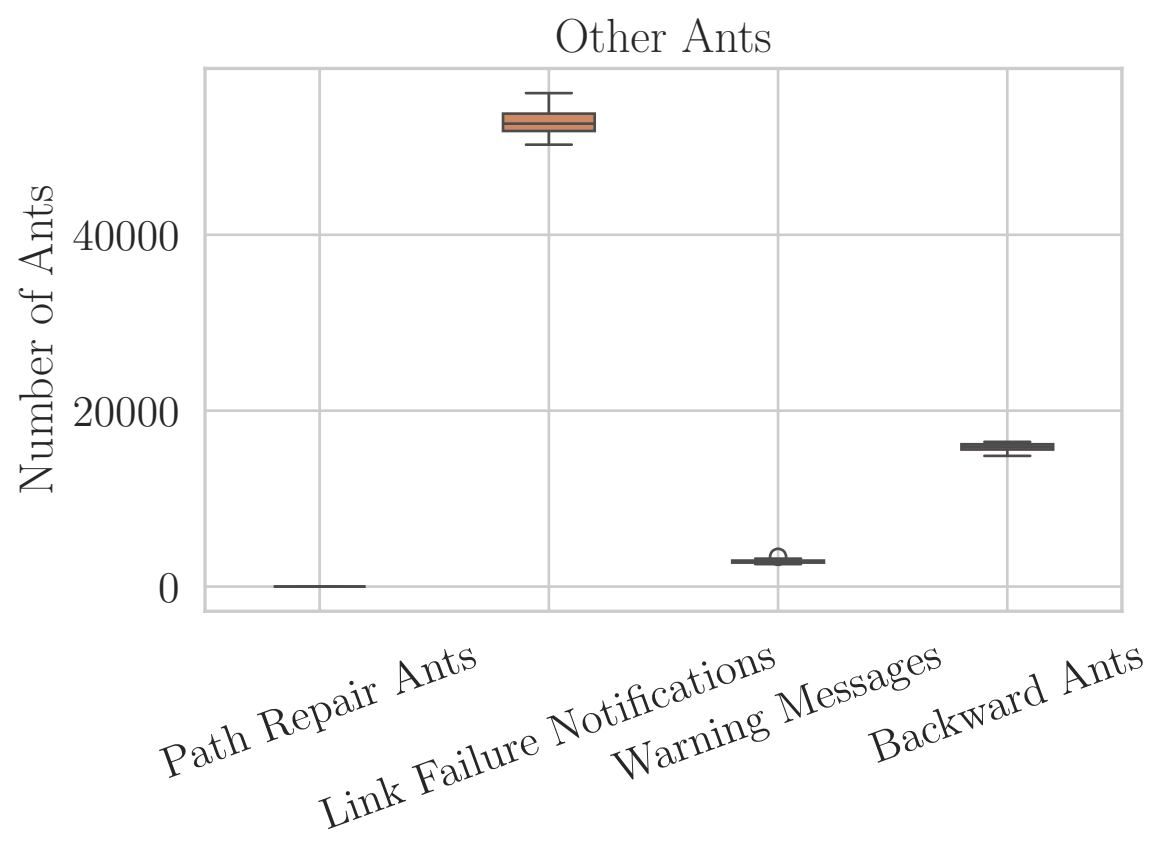 Other Ants
Number of Ants
40000
20000
0
Path Repair Ants
Link Failure Notifications
Warning Messages
Backward Ants